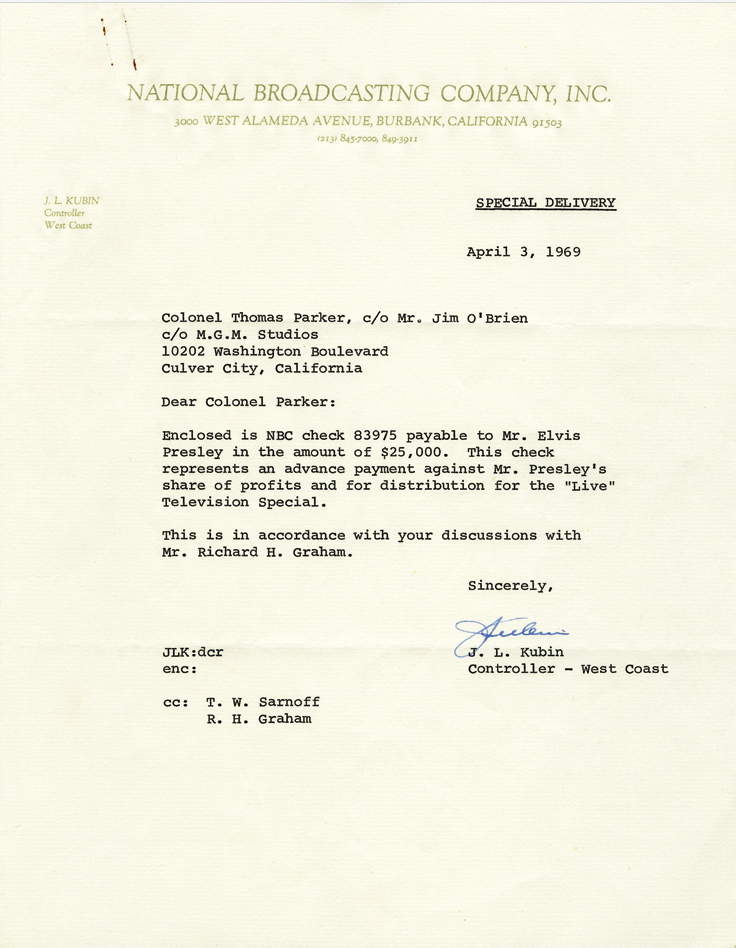 NATIONAL BROADCASTING COMPANY, INC.
3000 WEST ALAMEDA AVENUE, BURBANK, CALIFORNIA 91503
(213) 845-7000, 849-3911
J. L. KUBIN
Controller
West Coast
SPECIAL DELIVERY
April 3, 1969
Colonel Thomas Parker, c/o Mr. Jim O'Brien
c/o M.G.M. Studios
10202 Washington Boulevard
Culver City, California
Dear Colonel Parker:
Enclosed is NBC check 83975 payable to Mr. Elvis
Presley in the amount of $25,000. This check
represents an advance payment against Mr. Presley's
share of profits and for distribution for the "Live"
Television Special.
This is in accordance with your discussions with
Mr. Richard H. Graham.
Sincerely,
JLK:dcr
enc:
J. L. Kubin
Controller - West Coast
cc: T. W. Sarnoff
R. H. Graham